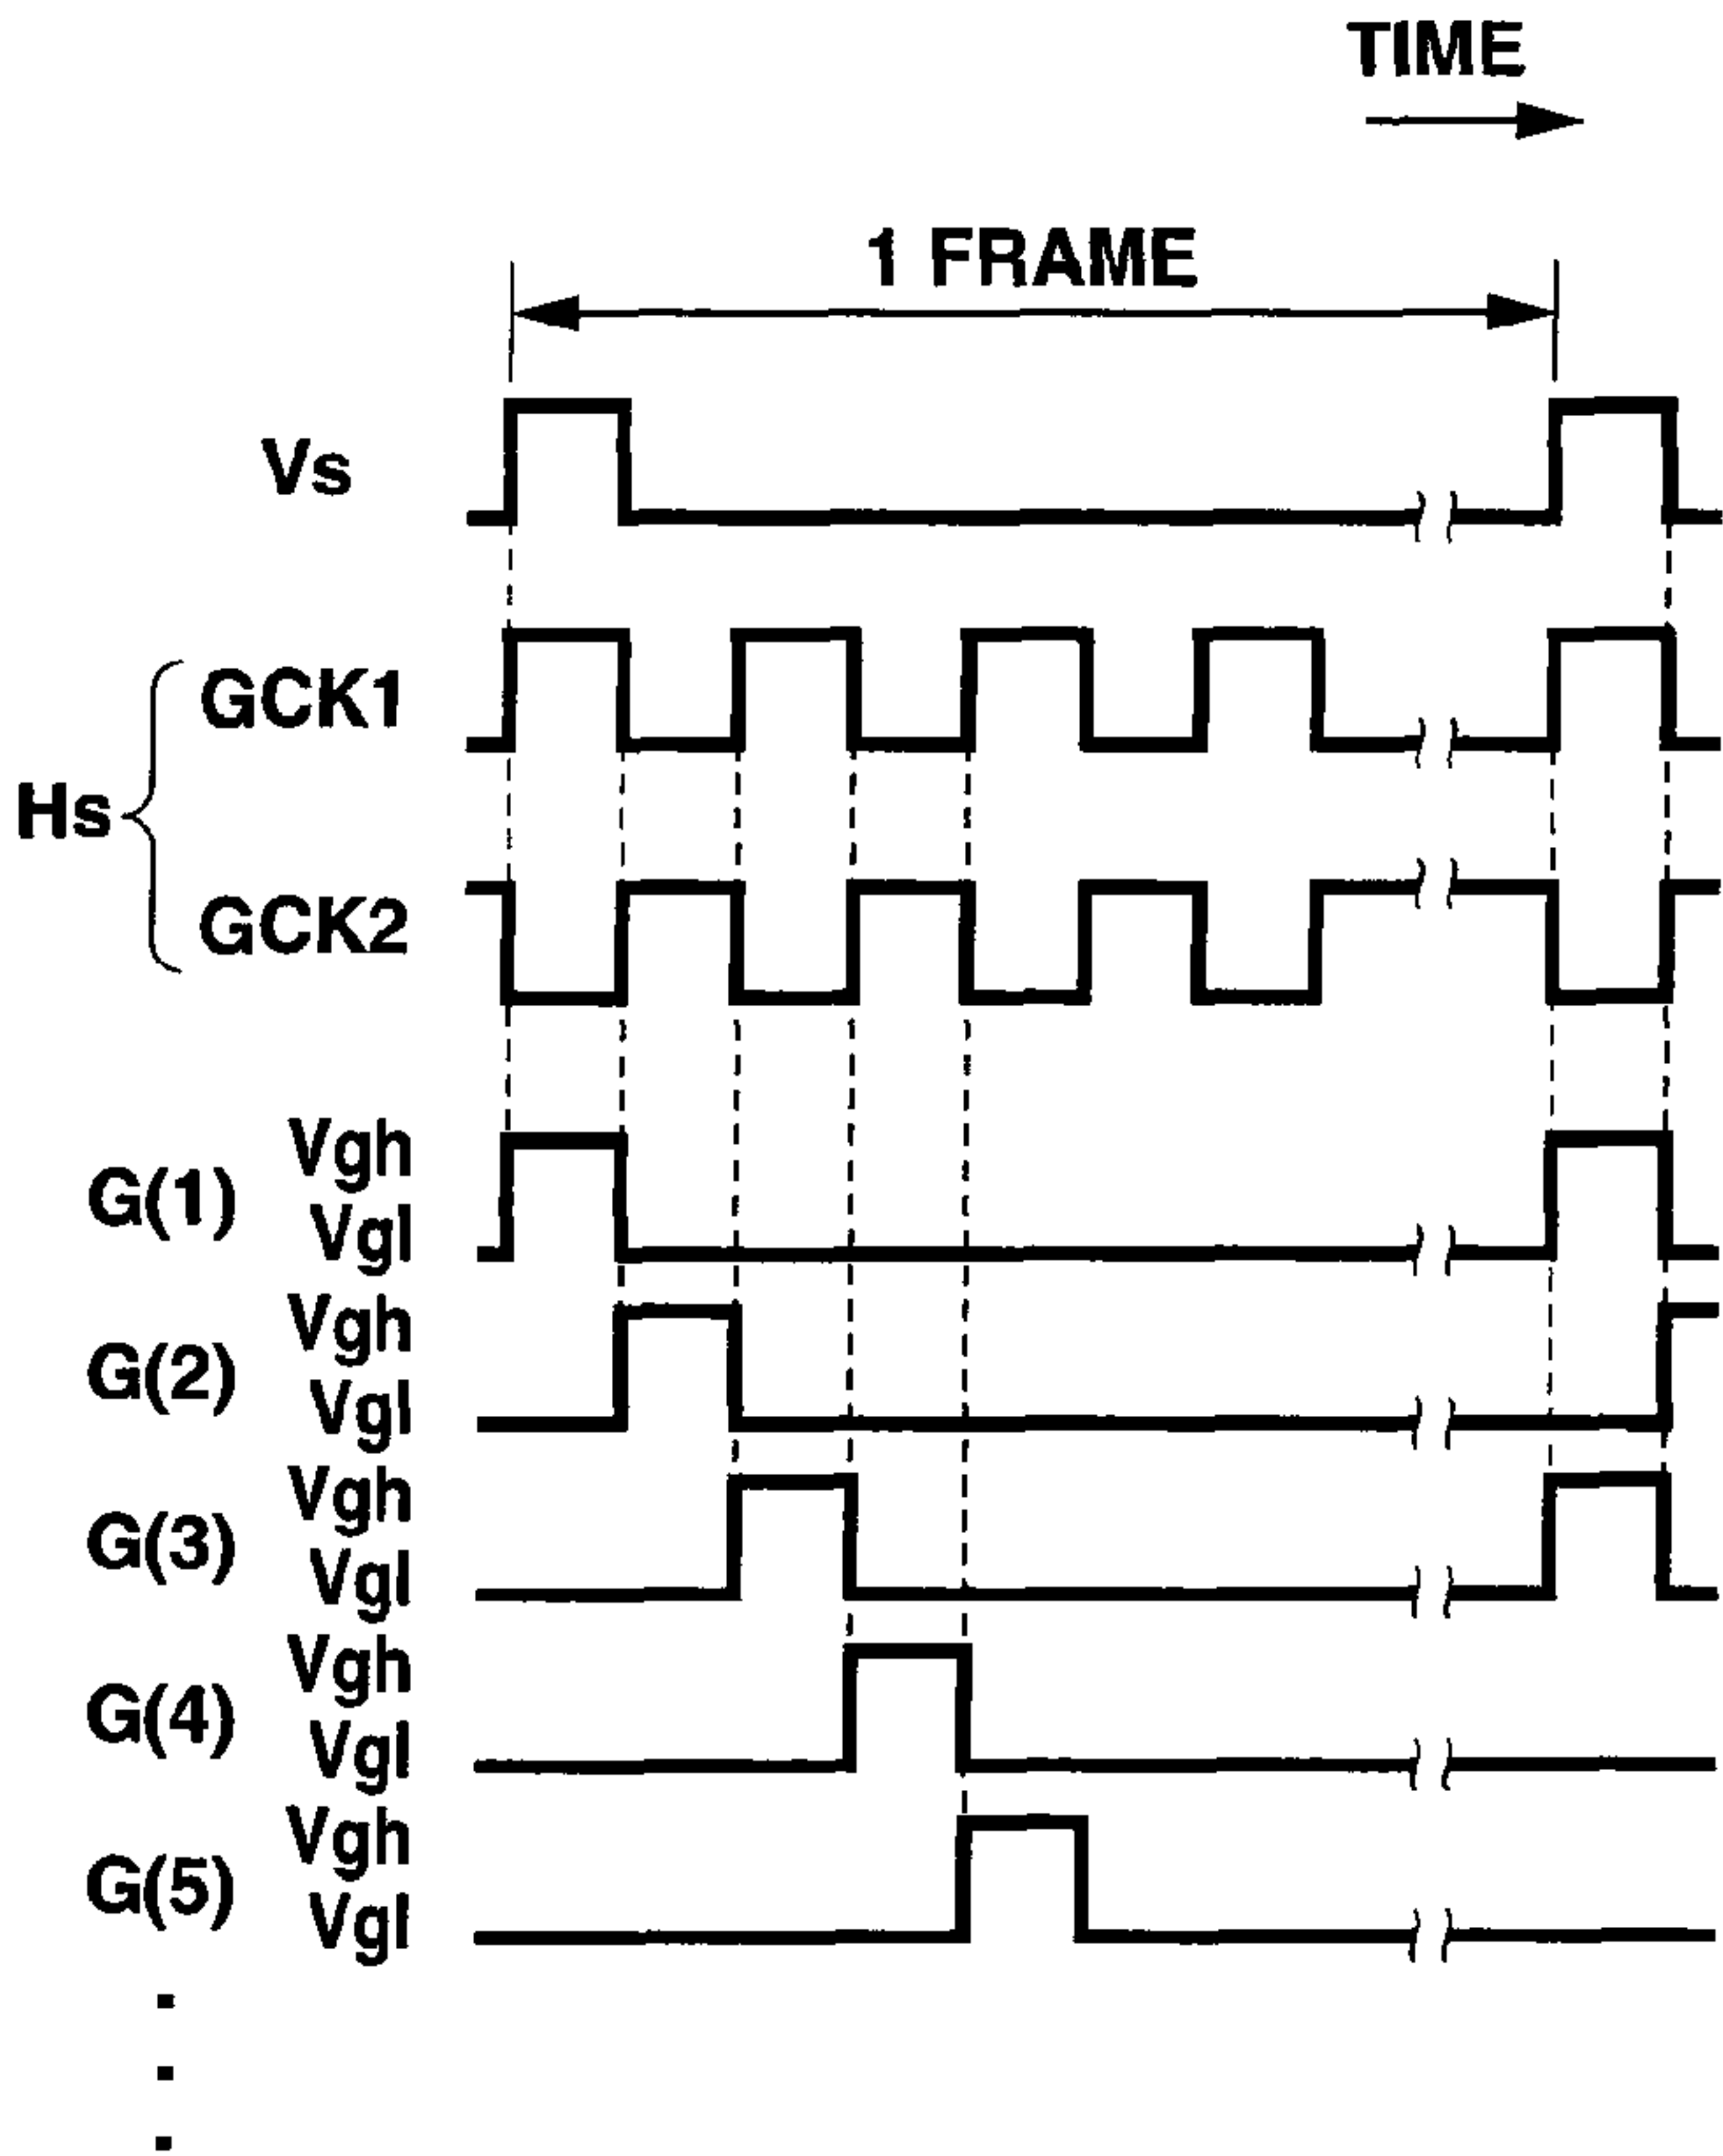 TIME
1 FRAME
Vs
GCK1
Hs
GCK2
Vgh
G(1)
Vgl
Vgh
G(2)
Vgl
Vgh
G(3)
Vgl
Vgh
G(4)
Vgl
Vgh
G(5)
Vgl